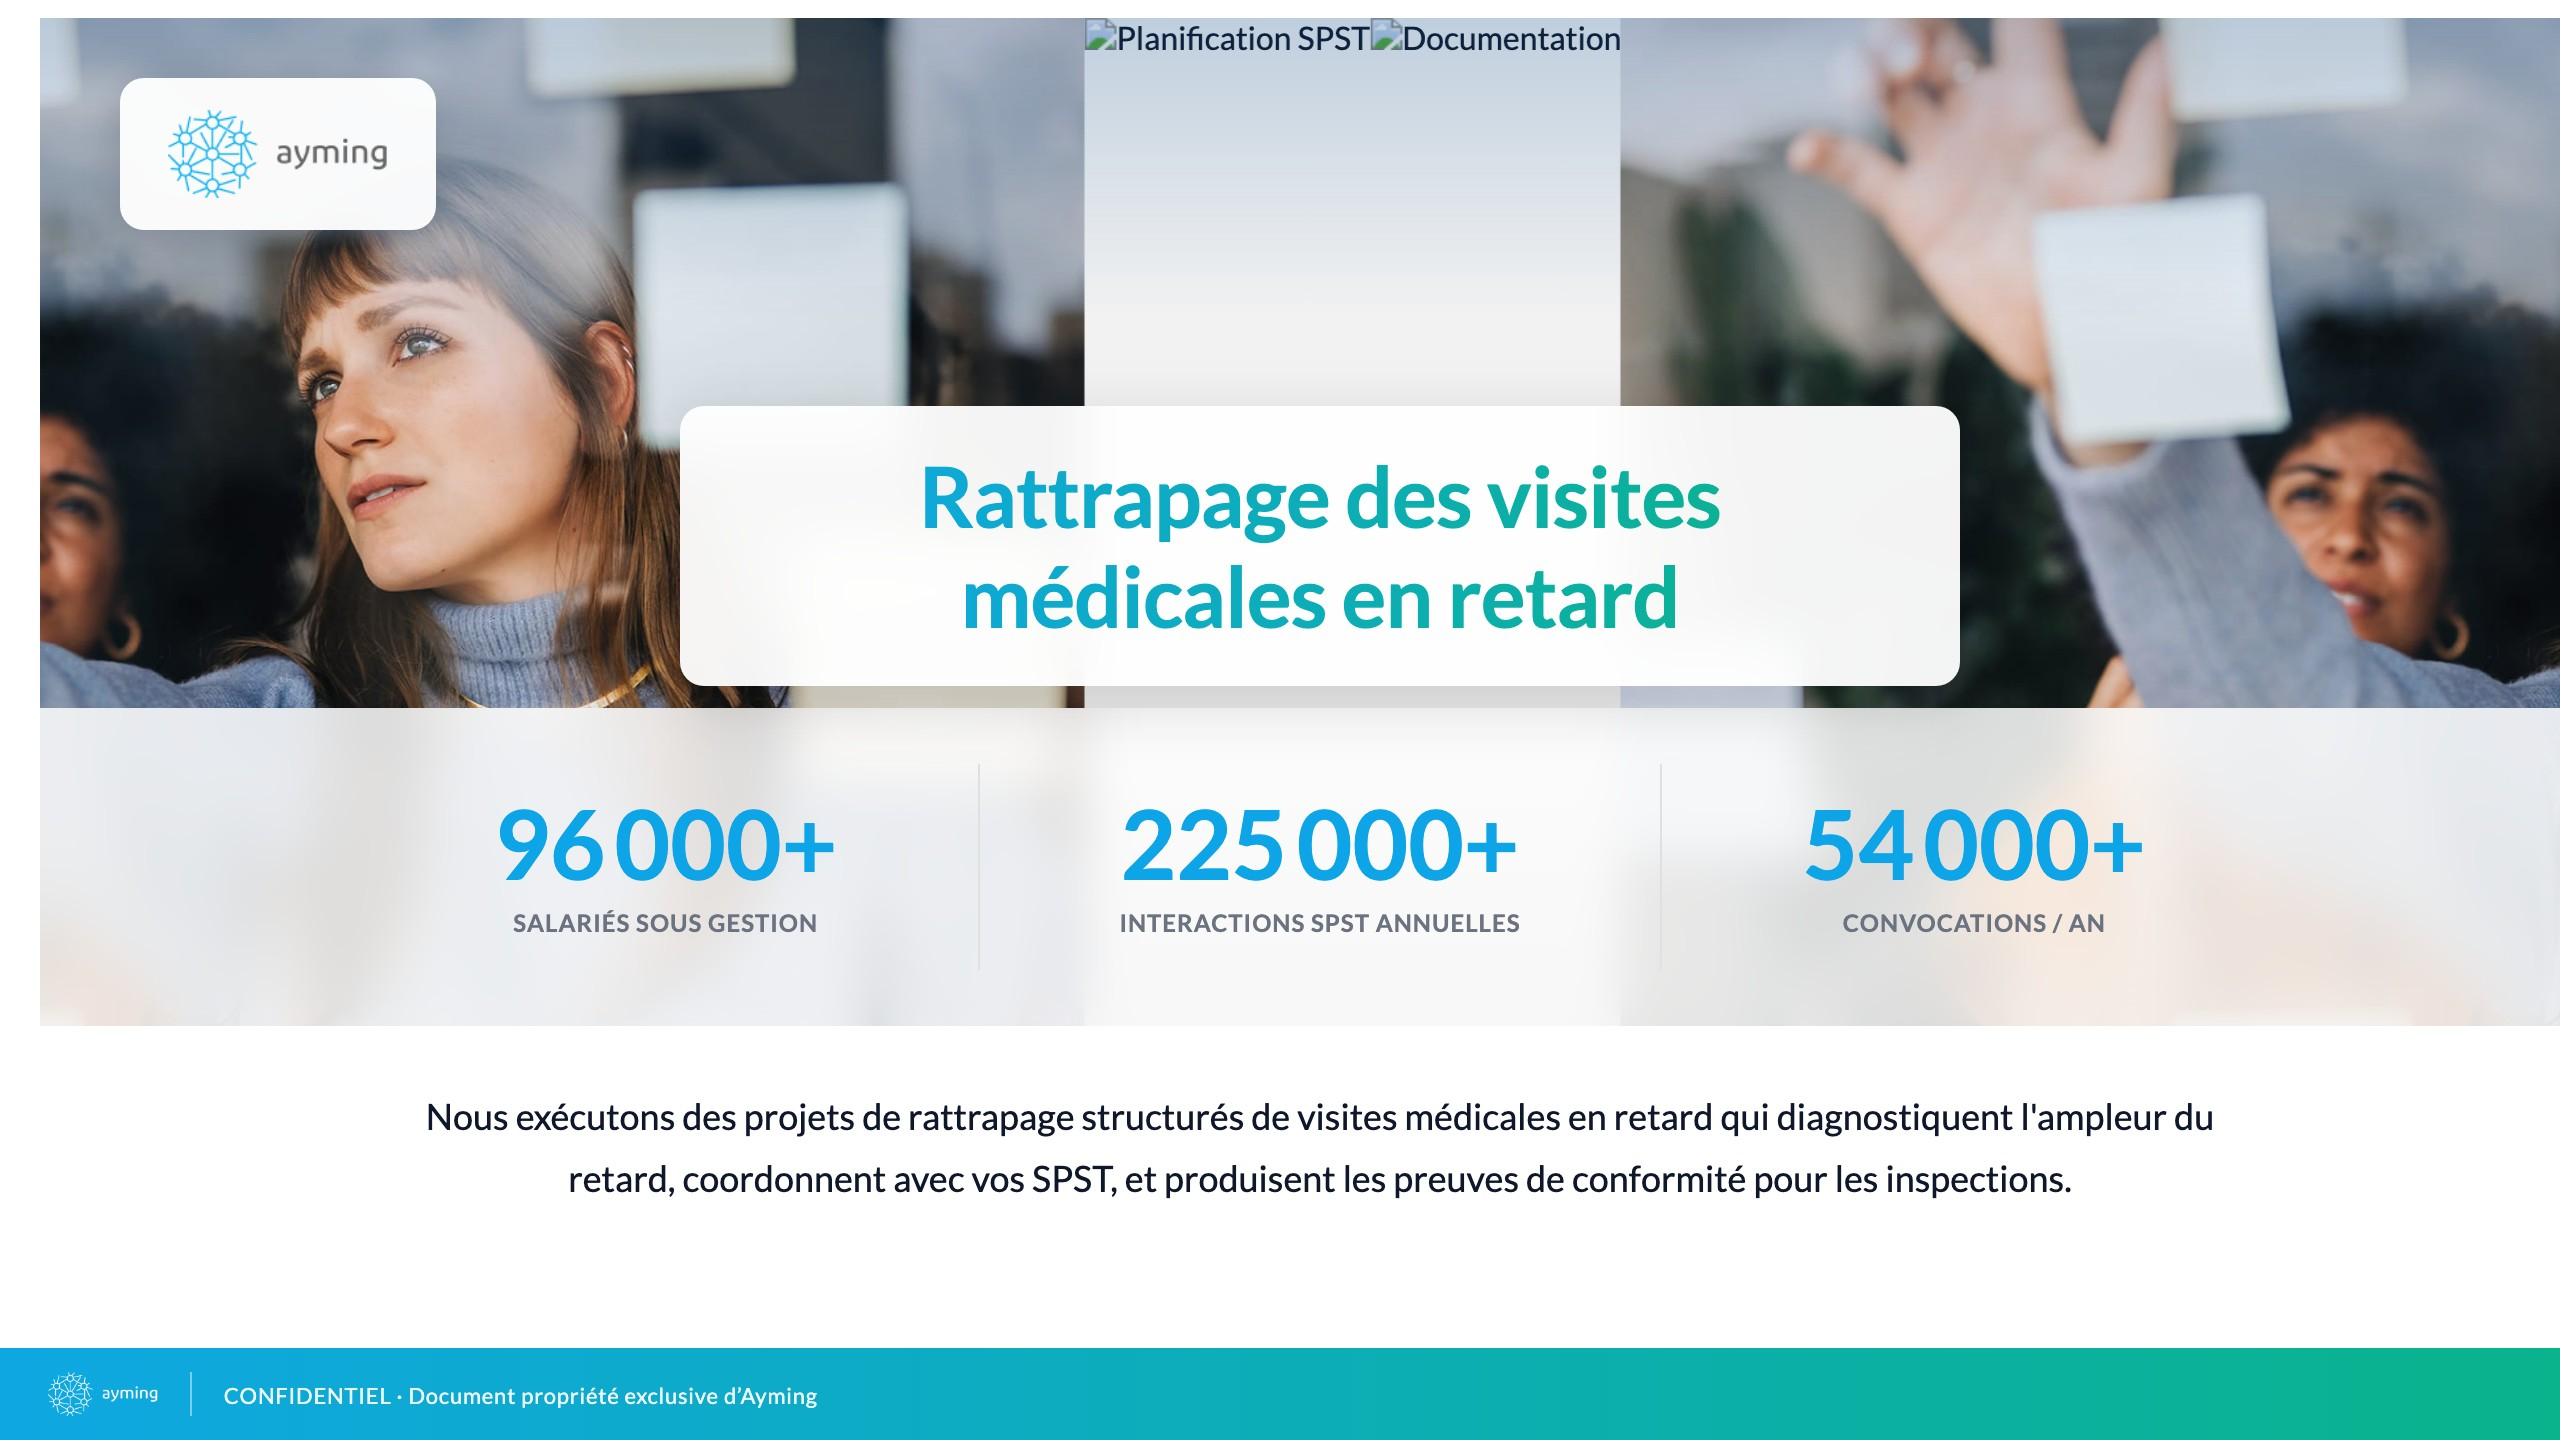 Planification SPST Documentation
ayming
Rattrapage des visites
médicales en retard
96 000+
SALARIÉS SOUS GESTION
225 000+
INTERACTIONS SPST ANNUELLES
54 000+
CONVOCATIONS / AN
Nous exécutons des projets de rattrapage structurés de visites médicales en retard qui diagnostiquent l'ampleur du
retard, coordonnent avec vos SPST, et produisent les preuves de conformité pour les inspections.
ayming
CONFIDENTIEL · Document propriété exclusive d’Ayming